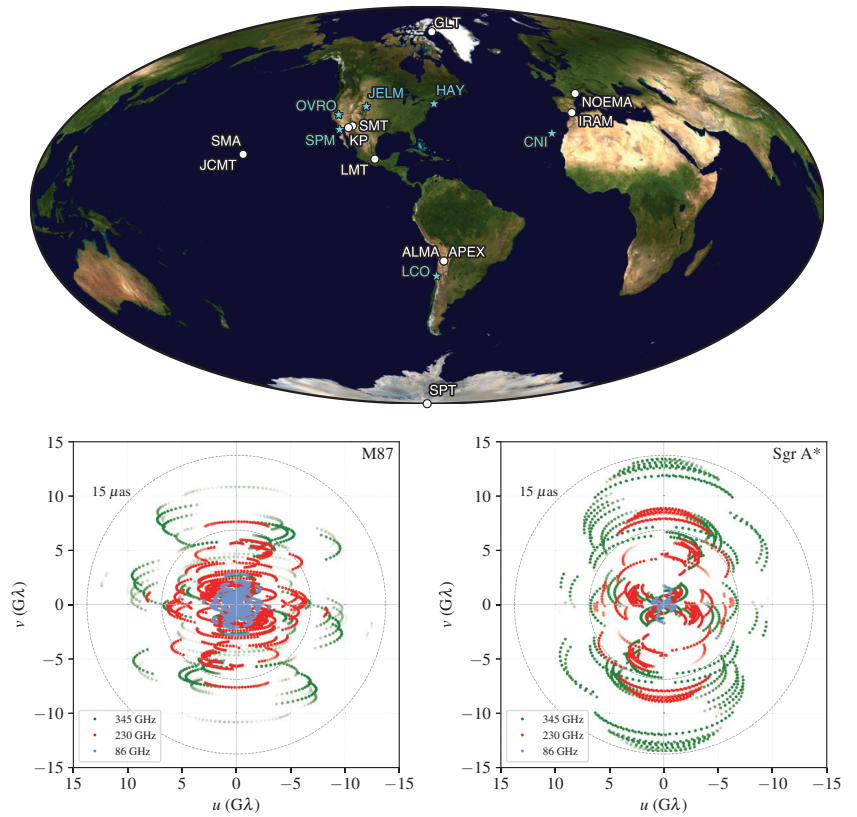 GLT
NOEMA
IRAM
OVRO
JELM
HAY
SPM
SMT
KP
CNI
SMA
JCMT
LMT
ALMA APEX
LCO
SPT
M87
15 μas
15
10
5
0
−5
−10
−15
v (Gλ)
345 GHz
230 GHz
86 GHz
15 10 5 0 −5 −10 −15
u (Gλ)
Sgr A*
15 μas
15
10
5
0
−5
−10
−15
v (Gλ)
345 GHz
230 GHz
86 GHz
15 10 5 0 −5 −10 −15
u (Gλ)